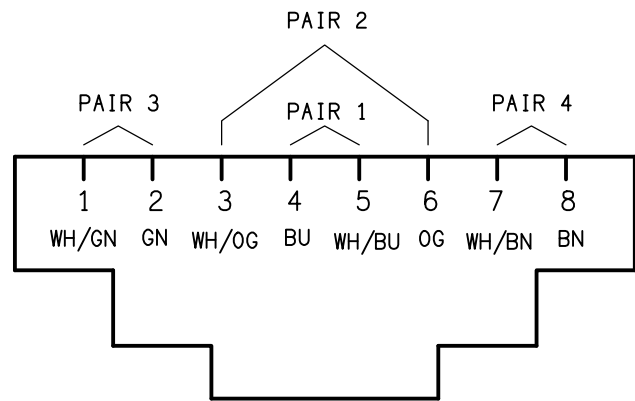 PAIR 2
PAIR 3 PAIR 1 PAIR 4
1 2 3 4 5 6 7 8
WH/GN GN WH/OG BU WH/BU OG WH/BN BN